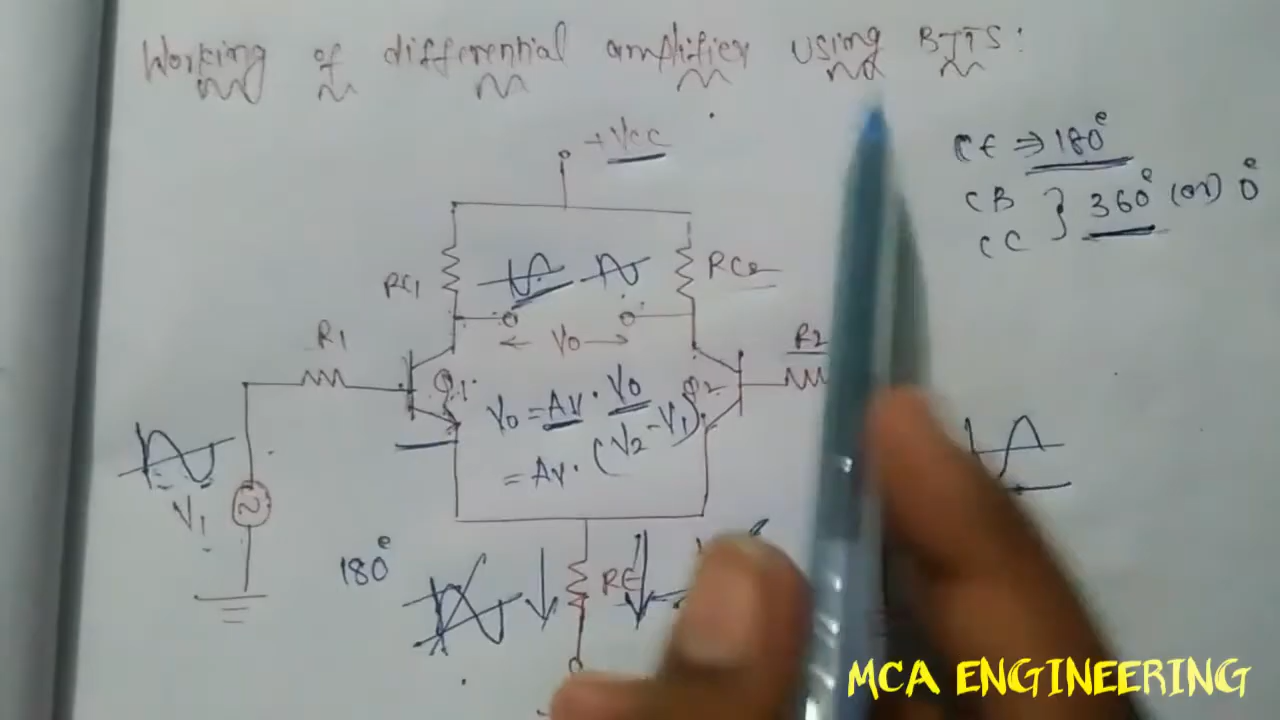 Working of differential amplifier using BJTS:
+Vcc
CE ⇒ 180°
CB } 360° (or) 0°
CC
RC1
RC2
Vo
R1
R2
Q1
Q2
Vo = Av · Vo
= Av · (V2 - V1)
V1
180°
RE
MCA ENGINEERING